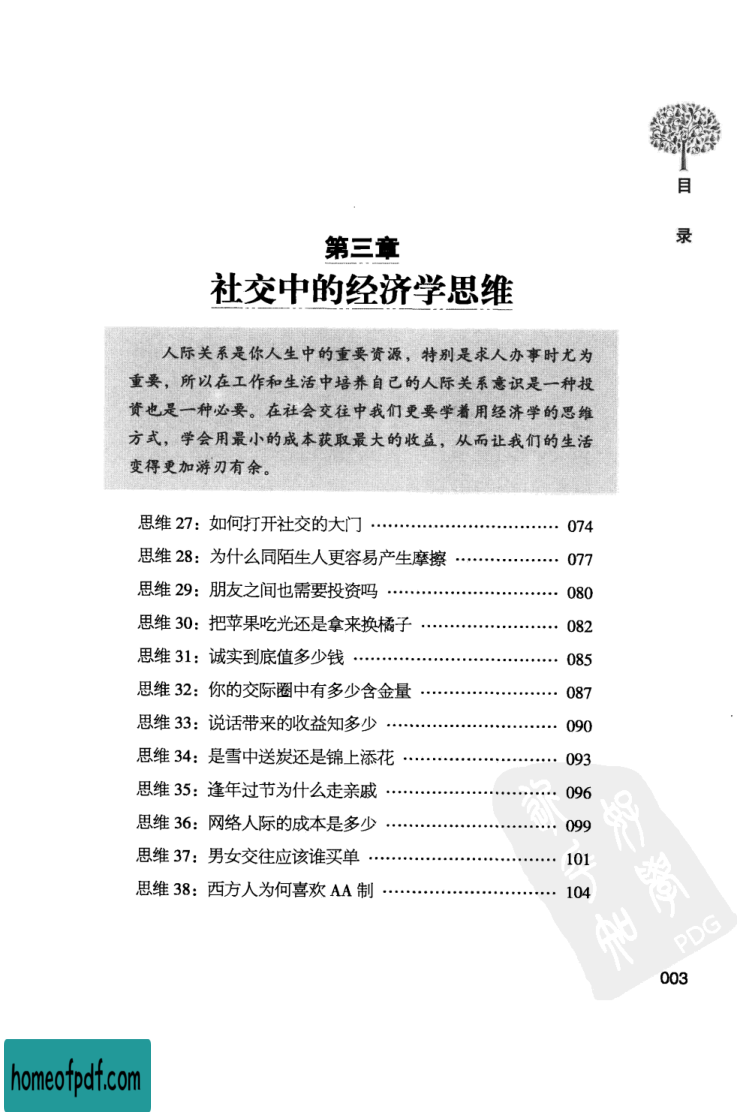 目
录
第三章
社交中的经济学思维
人际关系是你人生中的重要资源，特别是求人办事时尤为
重要，所以在工作和生活中培养自己的人际关系意识是一种投
资也是一种必要。在社会交往中我们更要学着用经济学的思维
方式，学会用最小的成本获取最大的收益，从而让我们的生活
变得更加游刃有余。
思维 27：如何打开社交的大门 ································· 074
思维 28：为什么同陌生人更容易产生摩擦 ·················· 077
思维 29：朋友之间也需要投资吗 ······························ 080
思维 30：把苹果吃光还是拿来换橘子 ························ 082
思维 31：诚实到底值多少钱 ···································· 085
思维 32：你的交际圈中有多少含金量 ························ 087
思维 33：说话带来的收益知多少 ······························ 090
思维 34：是雪中送炭还是锦上添花 ··························· 093
思维 35：逢年过节为什么走亲戚 ······························ 096
思维 36：网络人际的成本是多少 ······························ 099
思维 37：男女交往应该谁买单 ································· 101
思维 38：西方人为何喜欢 AA 制 ······························· 104
PDG
003
homeofpdf.com